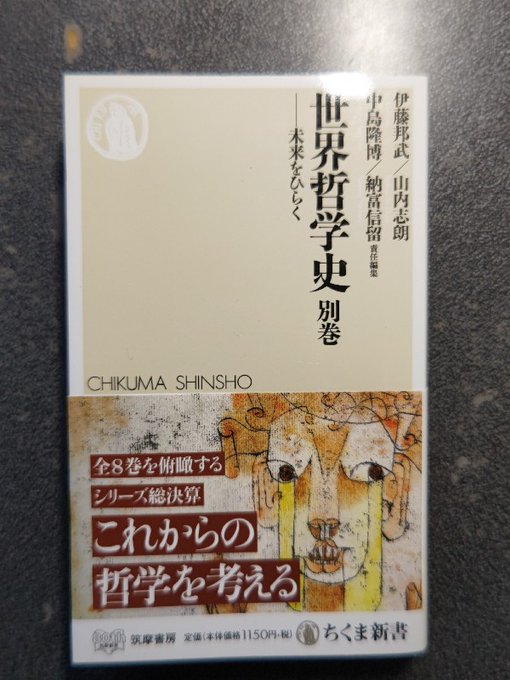 伊藤邦武／山内志朗
中島隆博／納富信留 責任編集
世界哲学史 別巻
──未来をひらく
CHIKUMA SHINSHO
全8巻を俯瞰する
シリーズ総決算
これからの
哲学を考える
筑摩書房
定価(本体価格1150円+税)
ちくま新書